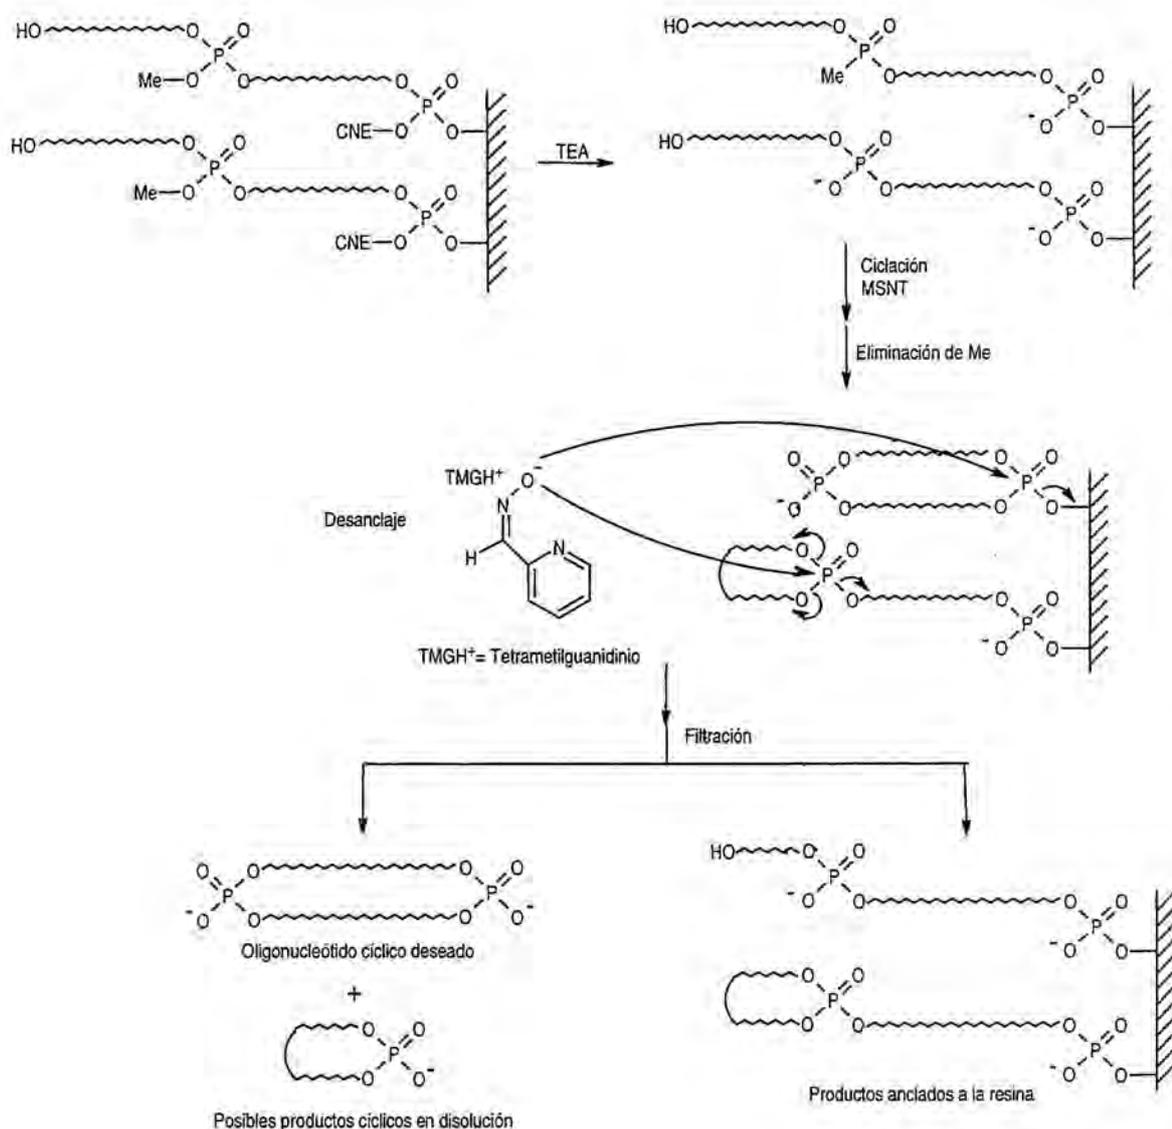 HO O O
P
Me—O O O O
P
CNE—O O
HO O O
P
Me—O O O O
P
CNE—O O
TEA
HO O O
P
Me O O O
P
-O O
HO O O
P
-O O O O
P
-O O
Ciclación
MSNT
Eliminación de Me
Desanclaje
TMGH+ O-
N
H N
TMGH+= Tetrametilguanidinio
O O O O
P P
-O O O O
O O
P
O O O O
P
-O O
Filtración
O O O O
P P
-O O O O-
Oligonucleótido cíclico deseado
+
O O
P
O O-
Posibles productos cíclicos en disolución
HO O O
P
-O O O O
P
-O O
O O
P
O O O O
P
-O O
Productos anclados a la resina